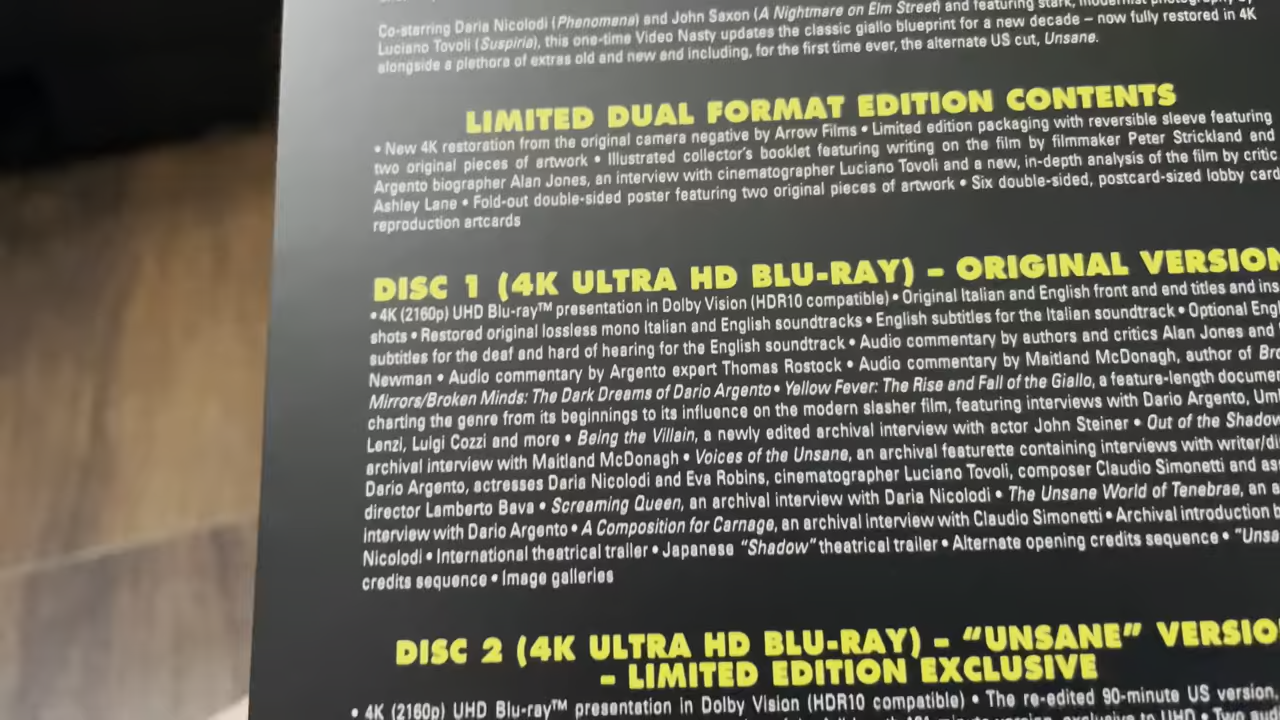 Co-starring Daria Nicolodi (Phenomena) and John Saxon (A Nightmare on Elm Street) and featuring stark, modernist photography by
Luciano Tovoli (Suspiria), this one-time Video Nasty updates the classic giallo blueprint for a new decade – now fully restored in 4K
alongside a plethora of extras old and new and including, for the first time ever, the alternate US cut, Unsane.
LIMITED DUAL FORMAT EDITION CONTENTS
• New 4K restoration from the original camera negative by Arrow Films • Limited edition packaging with reversible sleeve featuring
two original pieces of artwork • Illustrated collector's booklet featuring writing on the film by filmmaker Peter Strickland and
Argento biographer Alan Jones, an interview with cinematographer Luciano Tovoli and a new, in-depth analysis of the film by critic
Ashley Lane • Fold-out double-sided poster featuring two original pieces of artwork • Six double-sided, postcard-sized lobby card
reproduction artcards
DISC 1 (4K ULTRA HD BLU-RAY) – ORIGINAL VERSION
• 4K (2160p) UHD Blu-ray™ presentation in Dolby Vision (HDR10 compatible) • Original Italian and English front and end titles and ins
shots • Restored original lossless mono Italian and English soundtracks • English subtitles for the Italian soundtrack • Optional Engl
subtitles for the deaf and hard of hearing for the English soundtrack • Audio commentary by authors and critics Alan Jones and
Newman • Audio commentary by Argento expert Thomas Rostock • Audio commentary by Maitland McDonagh, author of Bro
Mirrors/Broken Minds: The Dark Dreams of Dario Argento • Yellow Fever: The Rise and Fall of the Giallo, a feature-length documen
charting the genre from its beginnings to its influence on the modern slasher film, featuring interviews with Dario Argento, Umb
Lenzi, Luigi Cozzi and more • Being the Villain, a newly edited archival interview with actor John Steiner • Out of the Shadow
archival interview with Maitland McDonagh • Voices of the Unsane, an archival featurette containing interviews with writer/di
Dario Argento, actresses Daria Nicolodi and Eva Robins, cinematographer Luciano Tovoli, composer Claudio Simonetti and ass
director Lamberto Bava • Screaming Queen, an archival interview with Daria Nicolodi • The Unsane World of Tenebrae, an a
interview with Dario Argento • A Composition for Carnage, an archival interview with Claudio Simonetti • Archival introduction b
Nicolodi • International theatrical trailer • Japanese “Shadow” theatrical trailer • Alternate opening credits sequence • “Unsa
credits sequence • Image galleries
DISC 2 (4K ULTRA HD BLU-RAY) – “UNSANE” VERSIO
– LIMITED EDITION EXCLUSIVE
• 4K (2160p) UHD Blu-ray™ presentation in Dolby Vision (HDR10 compatible) • The re-edited 90-minute US version,
version, exclusive to UHD • Two aud